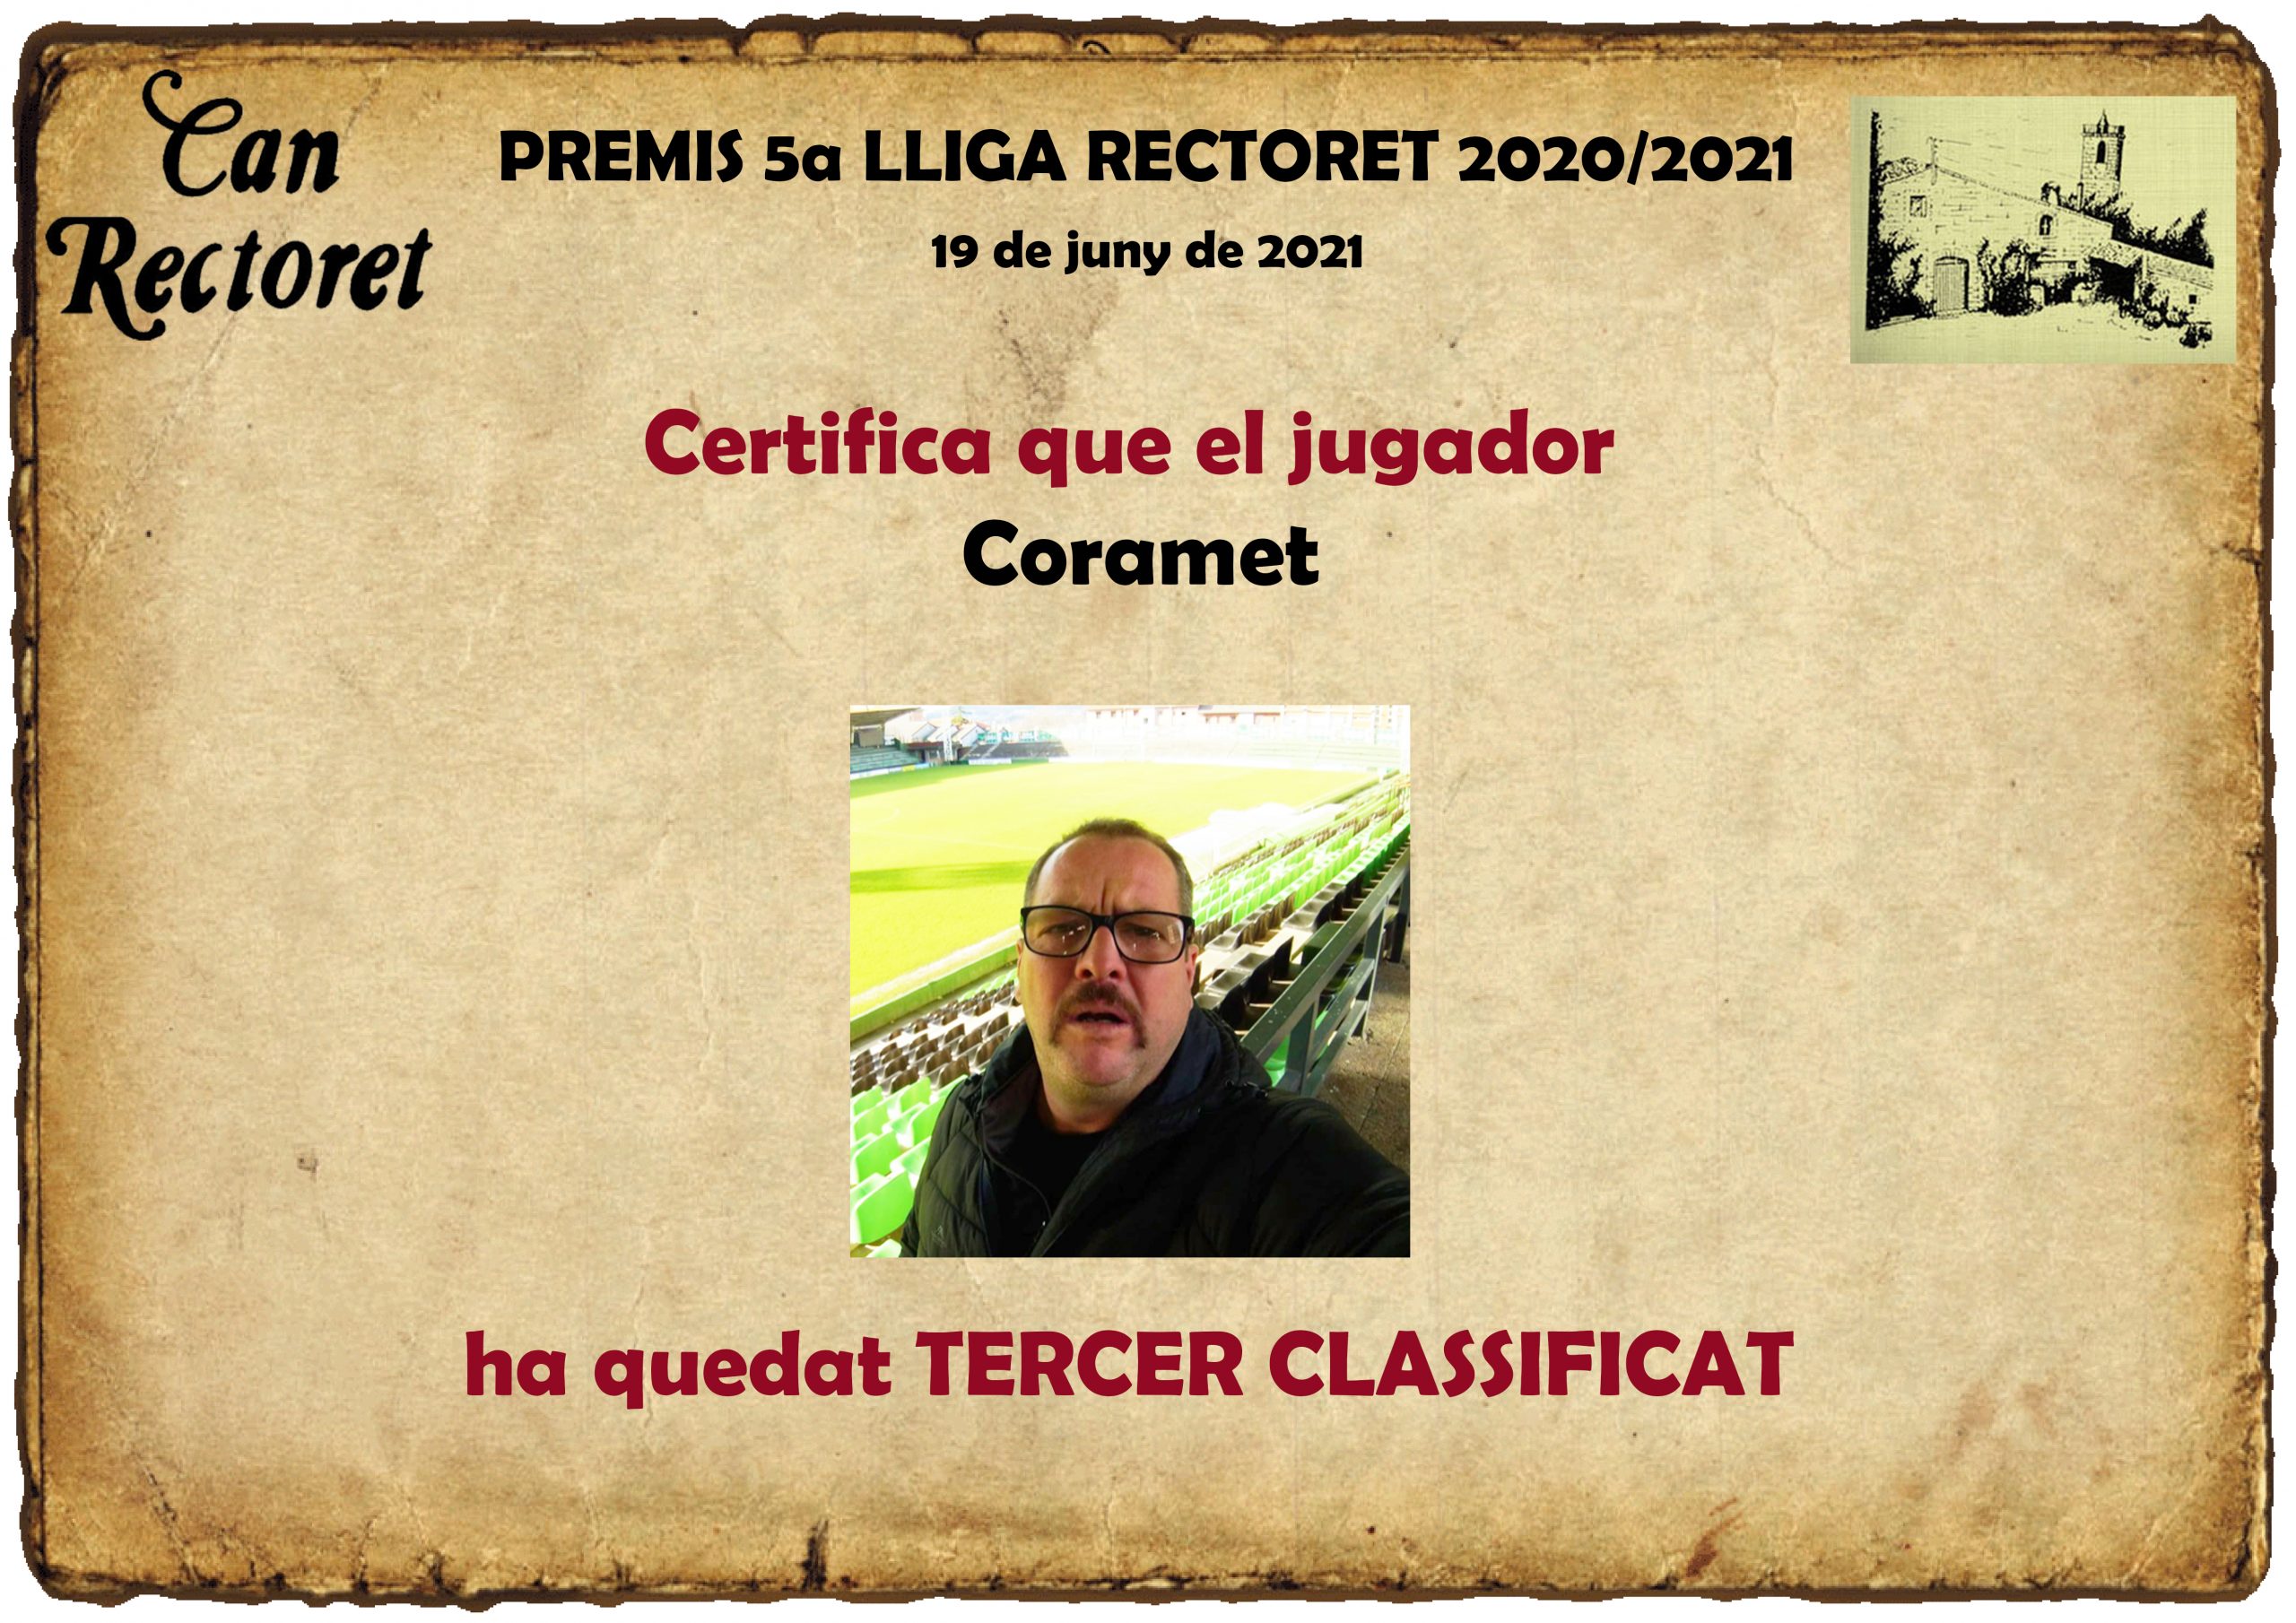 Can
Rectoret
PREMIS 5a LLIGA RECTORET 2020/2021
19 de juny de 2021
Certifica que el jugador
Coramet
ha quedat TERCER CLASSIFICAT